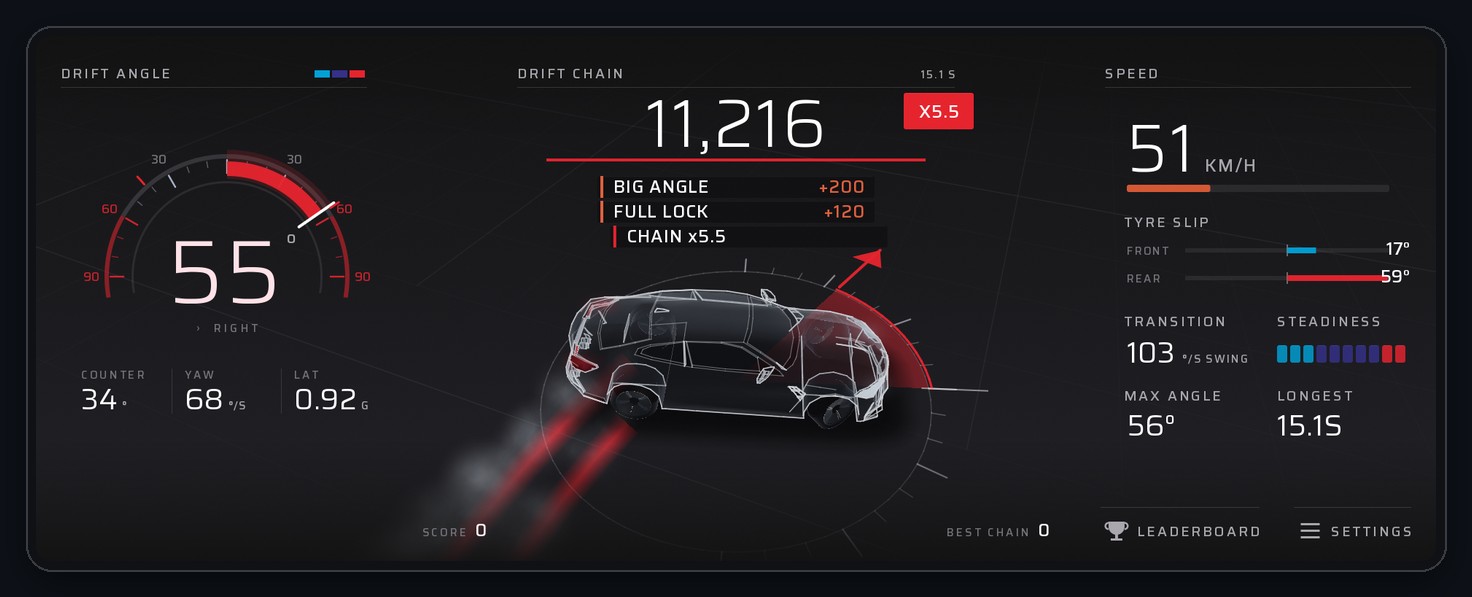 DRIFT ANGLE
30 30
60 60
90 90
0
55
› RIGHT
COUNTER YAW LAT
34 ° 68 °/S 0.92 G
DRIFT CHAIN 15.1 S
11,216 X5.5
BIG ANGLE +200
FULL LOCK +120
CHAIN x5.5
SCORE 0
BEST CHAIN 0
SPEED
51 KM/H
TYRE SLIP
FRONT 17°
REAR 59°
TRANSITION STEADINESS
103 °/S SWING
MAX ANGLE LONGEST
56° 15.1S
LEADERBOARD SETTINGS